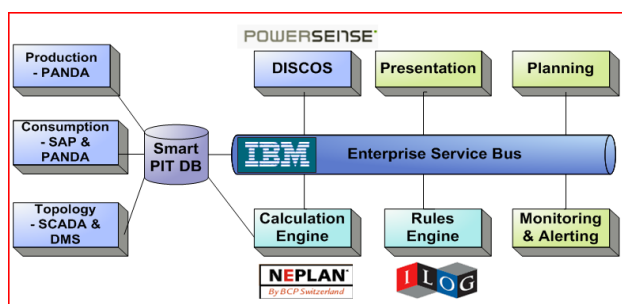 POWERSENSE
Production
- PANDA
DISCOS
Presentation
Planning
Consumption
- SAP &
PANDA
Smart
PIT DB
IBM
Enterprise Service Bus
Topology
- SCADA &
DMS
Calculation
Engine
Rules
Engine
Monitoring
& Alerting
NEPLAN
By BCP Switzerland
ILOG